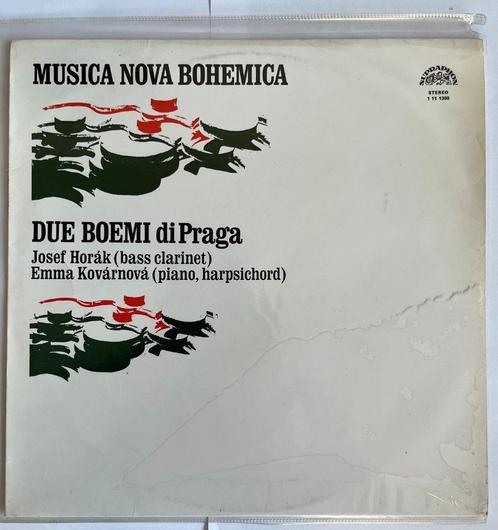 MUSICA NOVA BOHEMICA
SUPRAPHON
STEREO
1 11 1395
DUE BOEMI di Praga
Josef Horák (bass clarinet)
Emma Kovárnová (piano, harpsichord)